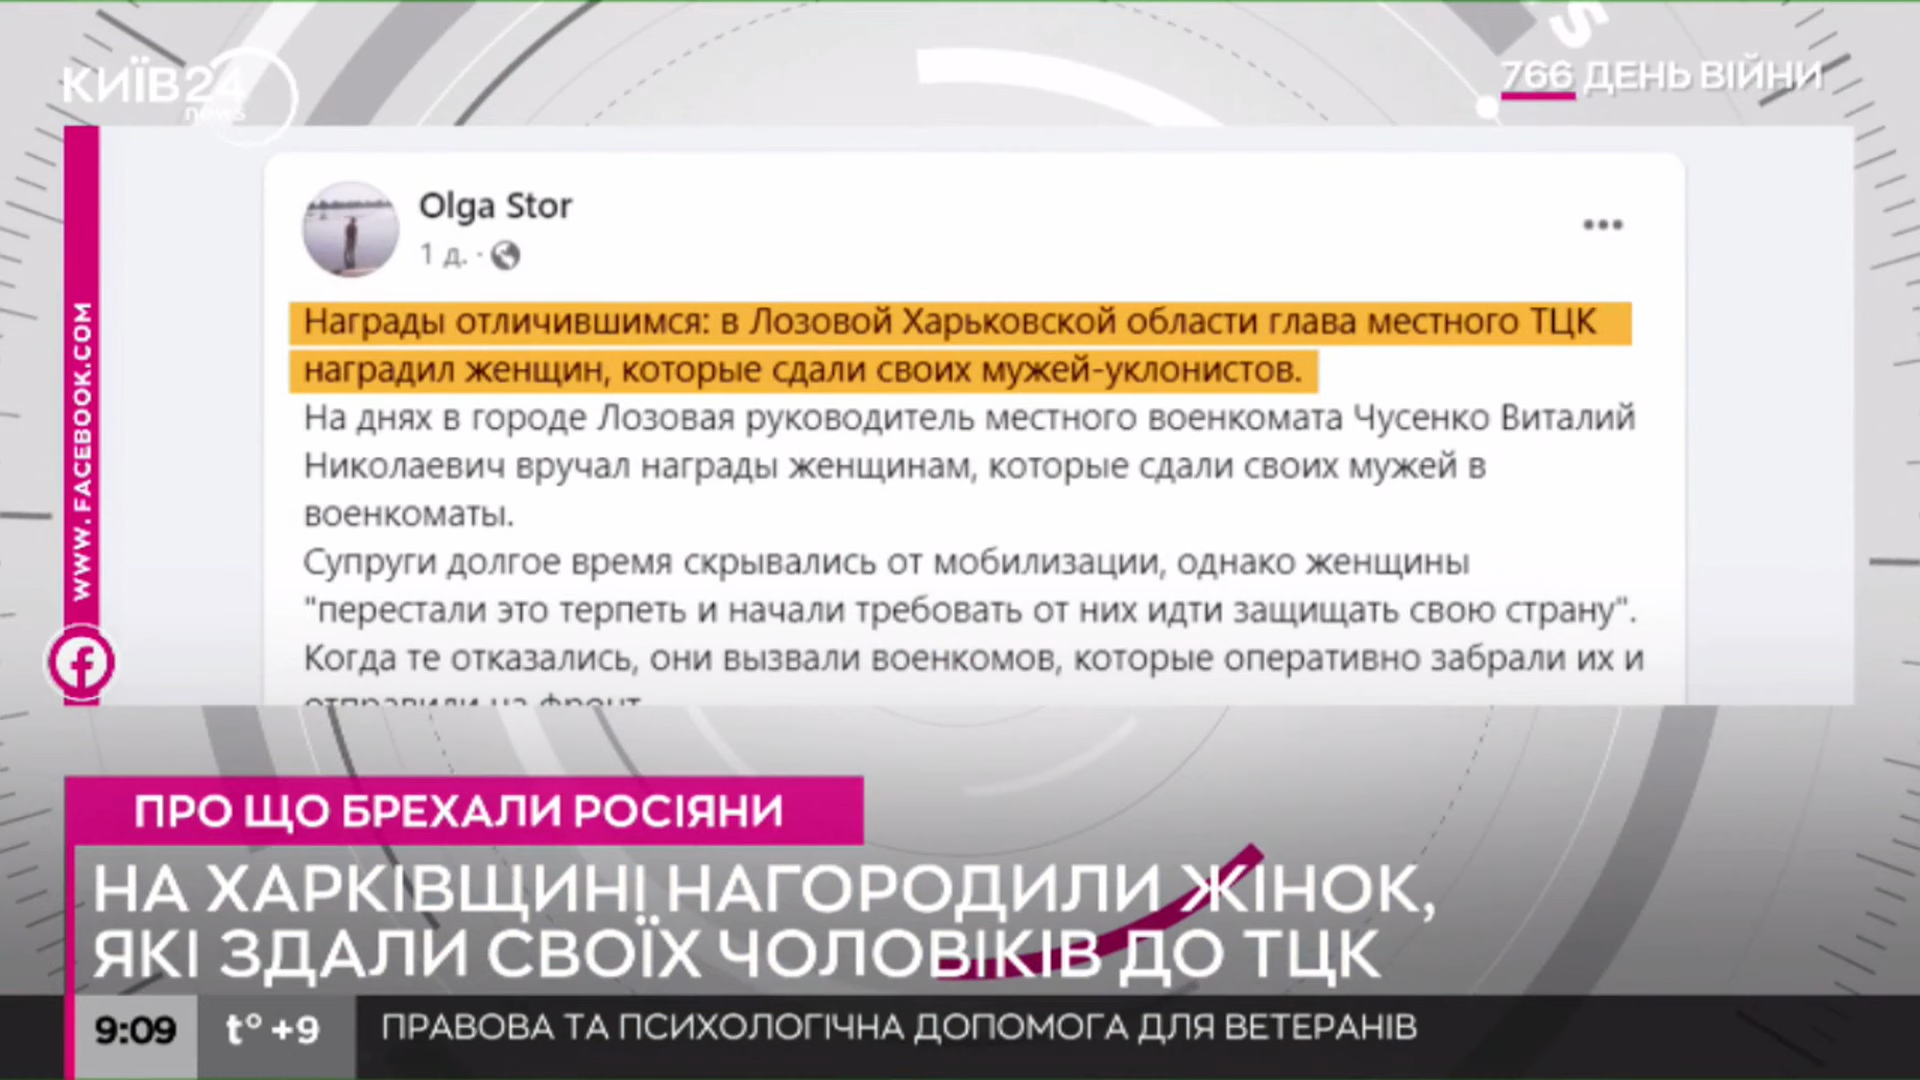 КИЇВ24
news
766 ДЕНЬ ВІЙНИ
WWW.FACEBOOK.COM
Olga Stor
1 д. ·
Награды отличившимся: в Лозовой Харьковской области глава местного ТЦК
наградил женщин, которые сдали своих мужей-уклонистов.
На днях в городе Лозовая руководитель местного военкомата Чусенко Виталий
Николаевич вручал награды женщинам, которые сдали своих мужей в
военкоматы.
Супруги долгое время скрывались от мобилизации, однако женщины
"перестали это терпеть и начали требовать от них идти защищать свою страну".
Когда те отказались, они вызвали военкомов, которые оперативно забрали их и
отправили на фронт
ПРО ЩО БРЕХАЛИ РОСІЯНИ
НА ХАРКІВЩИНІ НАГОРОДИЛИ ЖІНОК,
ЯКІ ЗДАЛИ СВОЇХ ЧОЛОВІКІВ ДО ТЦК
9:09 t° +9 ПРАВОВА ТА ПСИХОЛОГІЧНА ДОПОМОГА ДЛЯ ВЕТЕРАНІВ